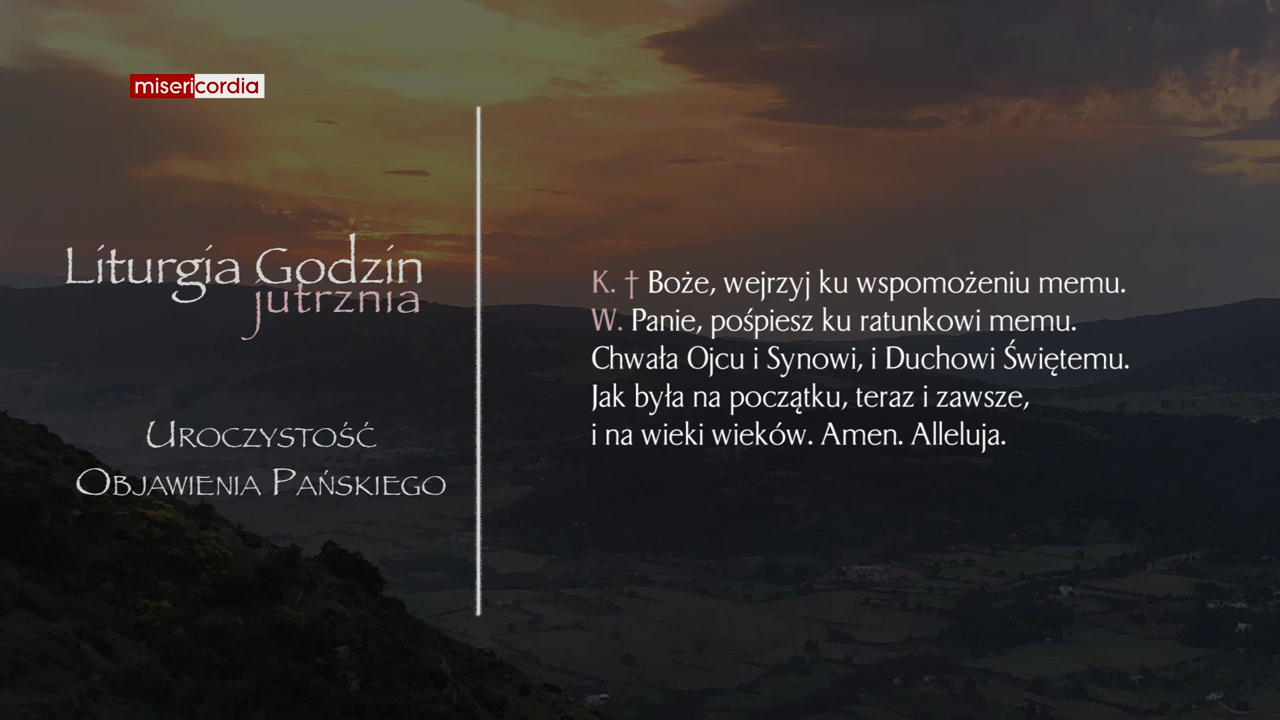 misericordia
Liturgia Godzin
jutrznia
Uroczystość
Objawienia Pańskiego
K. † Boże, wejrzyj ku wspomożeniu memu.
W. Panie, pośpiesz ku ratunkowi memu.
Chwała Ojcu i Synowi, i Duchowi Świętemu.
Jak była na początku, teraz i zawsze,
i na wieki wieków. Amen. Alleluja.